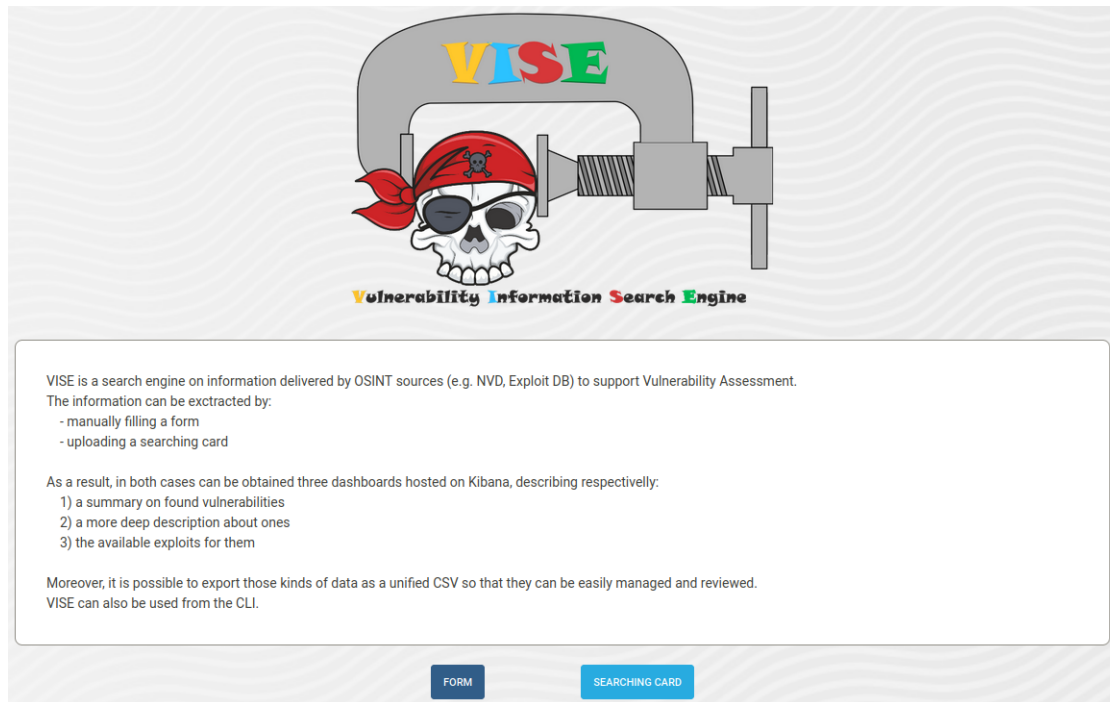 VISE
Vulnerability Information Search Engine
VISE is a search engine on information delivered by OSINT sources (e.g. NVD, Exploit DB) to support Vulnerability Assessment.
The information can be exctracted by:
- manually filling a form
- uploading a searching card
As a result, in both cases can be obtained three dashboards hosted on Kibana, describing respectivelly:
1) a summary on found vulnerabilities
2) a more deep description about ones
3) the available exploits for them
Moreover, it is possible to export those kinds of data as a unified CSV so that they can be easily managed and reviewed.
VISE can also be used from the CLI.
FORM
SEARCHING CARD